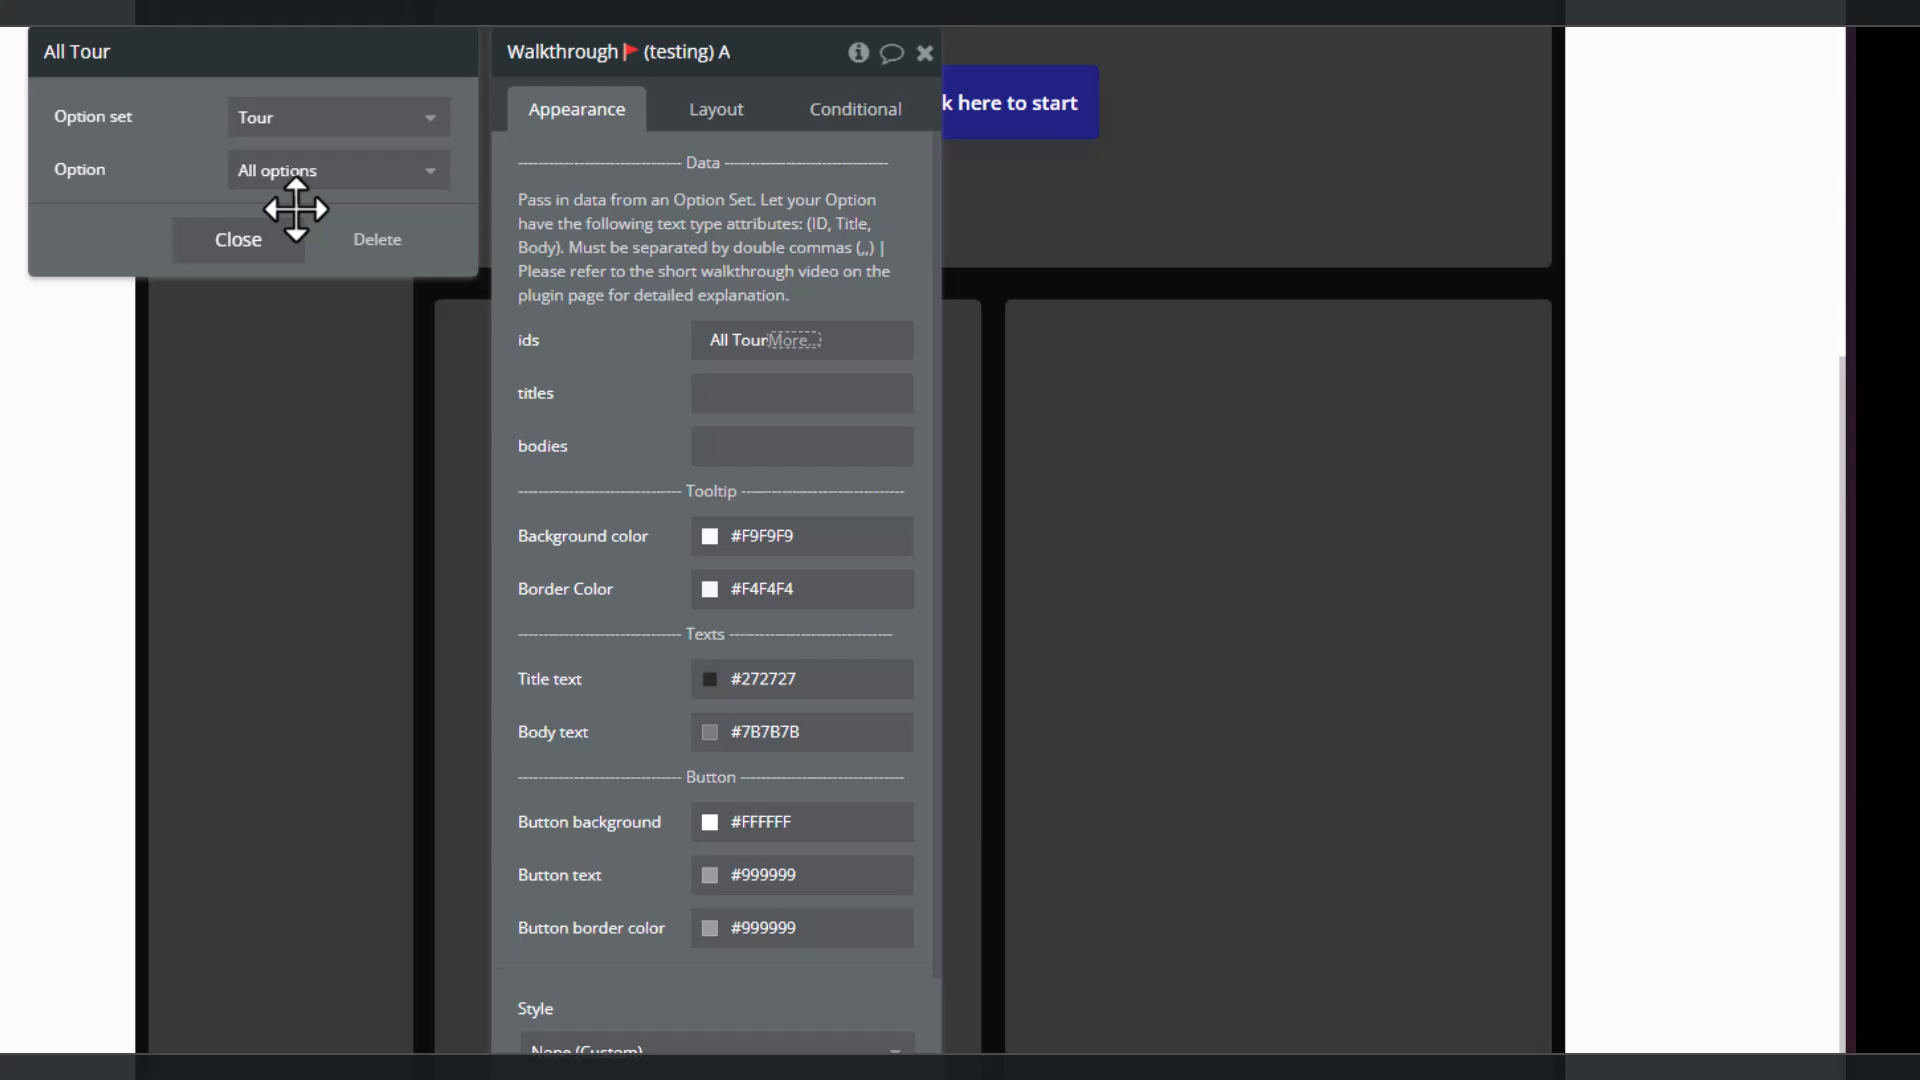 All Tour
Option set
Tour
Option
All options
Close
Delete
Walkthrough 🚩 (testing) A
Appearance
Layout
Conditional
Data
Pass in data from an Option Set. Let your Option
have the following text type attributes: (ID, Title,
Body). Must be separated by double commas (,,) |
Please refer to the short walkthrough video on the
plugin page for detailed explanation.
ids
All Tour More...
titles
bodies
Tooltip
Background color
#F9F9F9
Border Color
#F4F4F4
Texts
Title text
#272727
Body text
#7B7B7B
Button
Button background
#FFFFFF
Button text
#999999
Button border color
#999999
Style
None (Custom)
k here to start